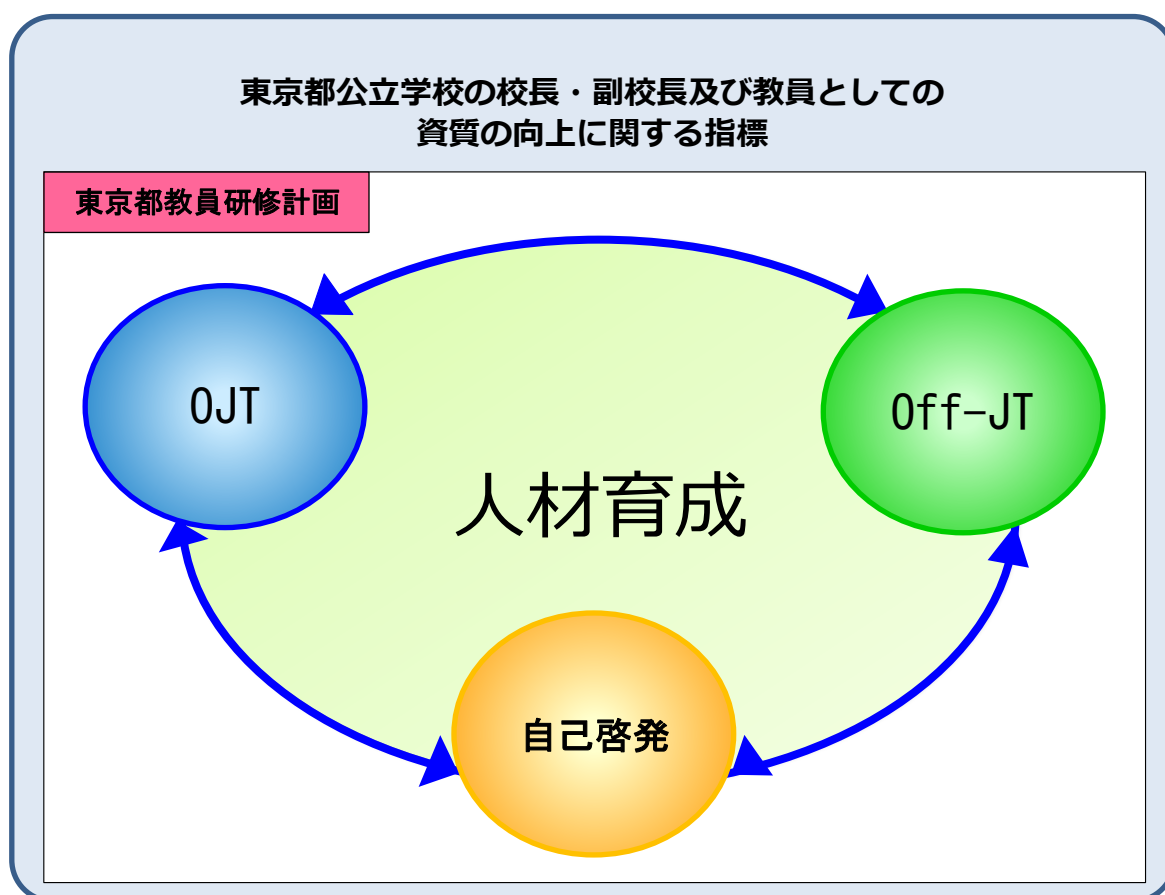 東京都公立学校の校長・副校長及び教員としての
資質の向上に関する指標
東京都教員研修計画
OJT
Off-JT
人材育成
自己啓発